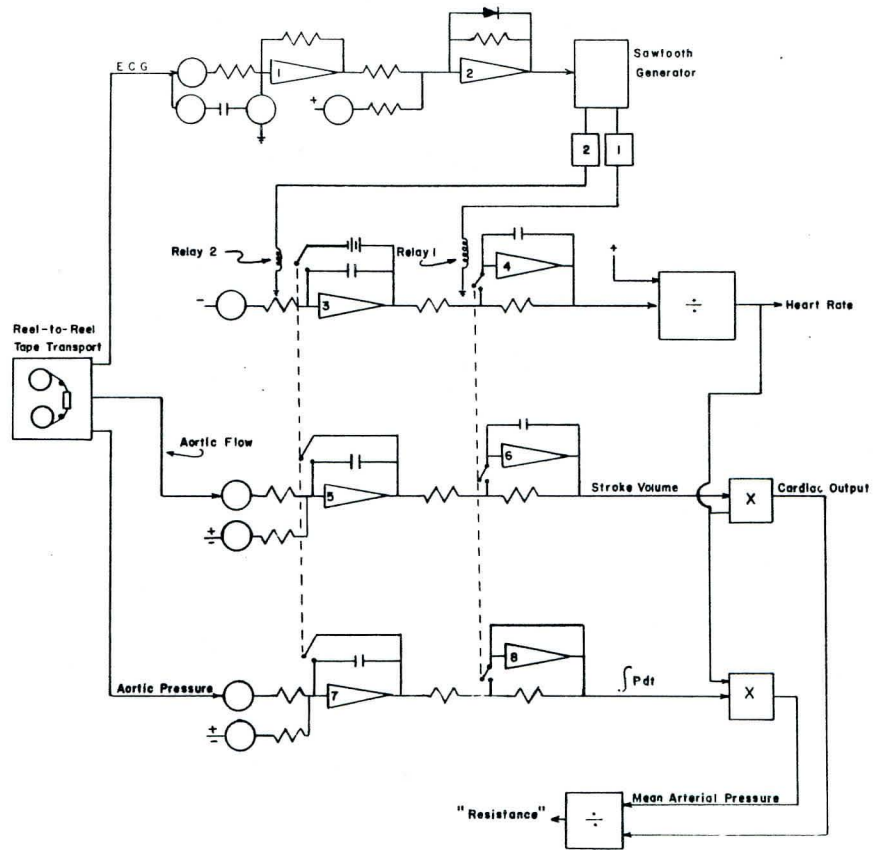 ECG
1
2
Sawtooth
Generator
2
1
Relay 2
Relay 1
+
-
3
4
+
÷
Heart Rate
Reel-to-Reel
Tape Transport
Aortic Flow
5
6
Stroke Volume
X
Cardiac Output
±
Aortic Pressure
7
8
∫Pdt
X
±
Mean Arterial Pressure
"Resistance"
÷